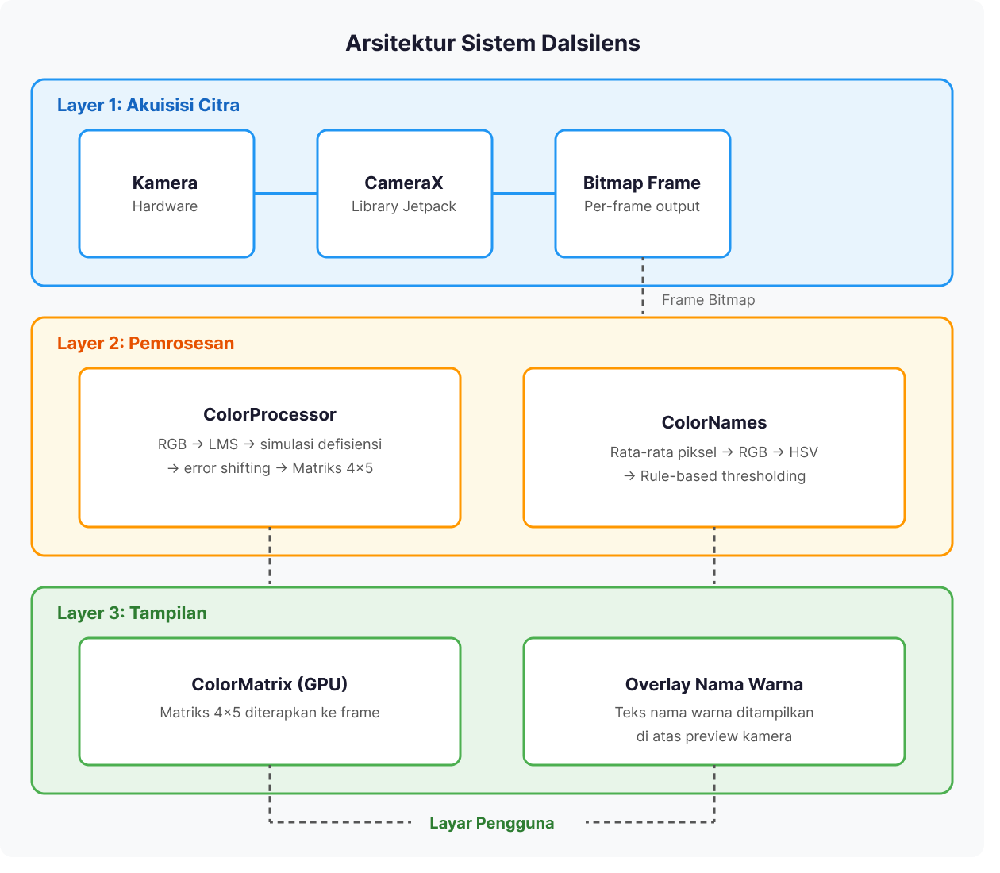 Arsitektur Sistem Dalsilens
Layer 1: Akuisisi Citra
Kamera
Hardware
CameraX
Library Jetpack
Bitmap Frame
Per-frame output
Frame Bitmap
Layer 2: Pemrosesan
ColorProcessor
RGB → LMS → simulasi defisiensi
→ error shifting → Matriks 4×5
ColorNames
Rata-rata piksel → RGB → HSV
→ Rule-based thresholding
Layer 3: Tampilan
ColorMatrix (GPU)
Matriks 4×5 diterapkan ke frame
Overlay Nama Warna
Teks nama warna ditampilkan
di atas preview kamera
Layar Pengguna